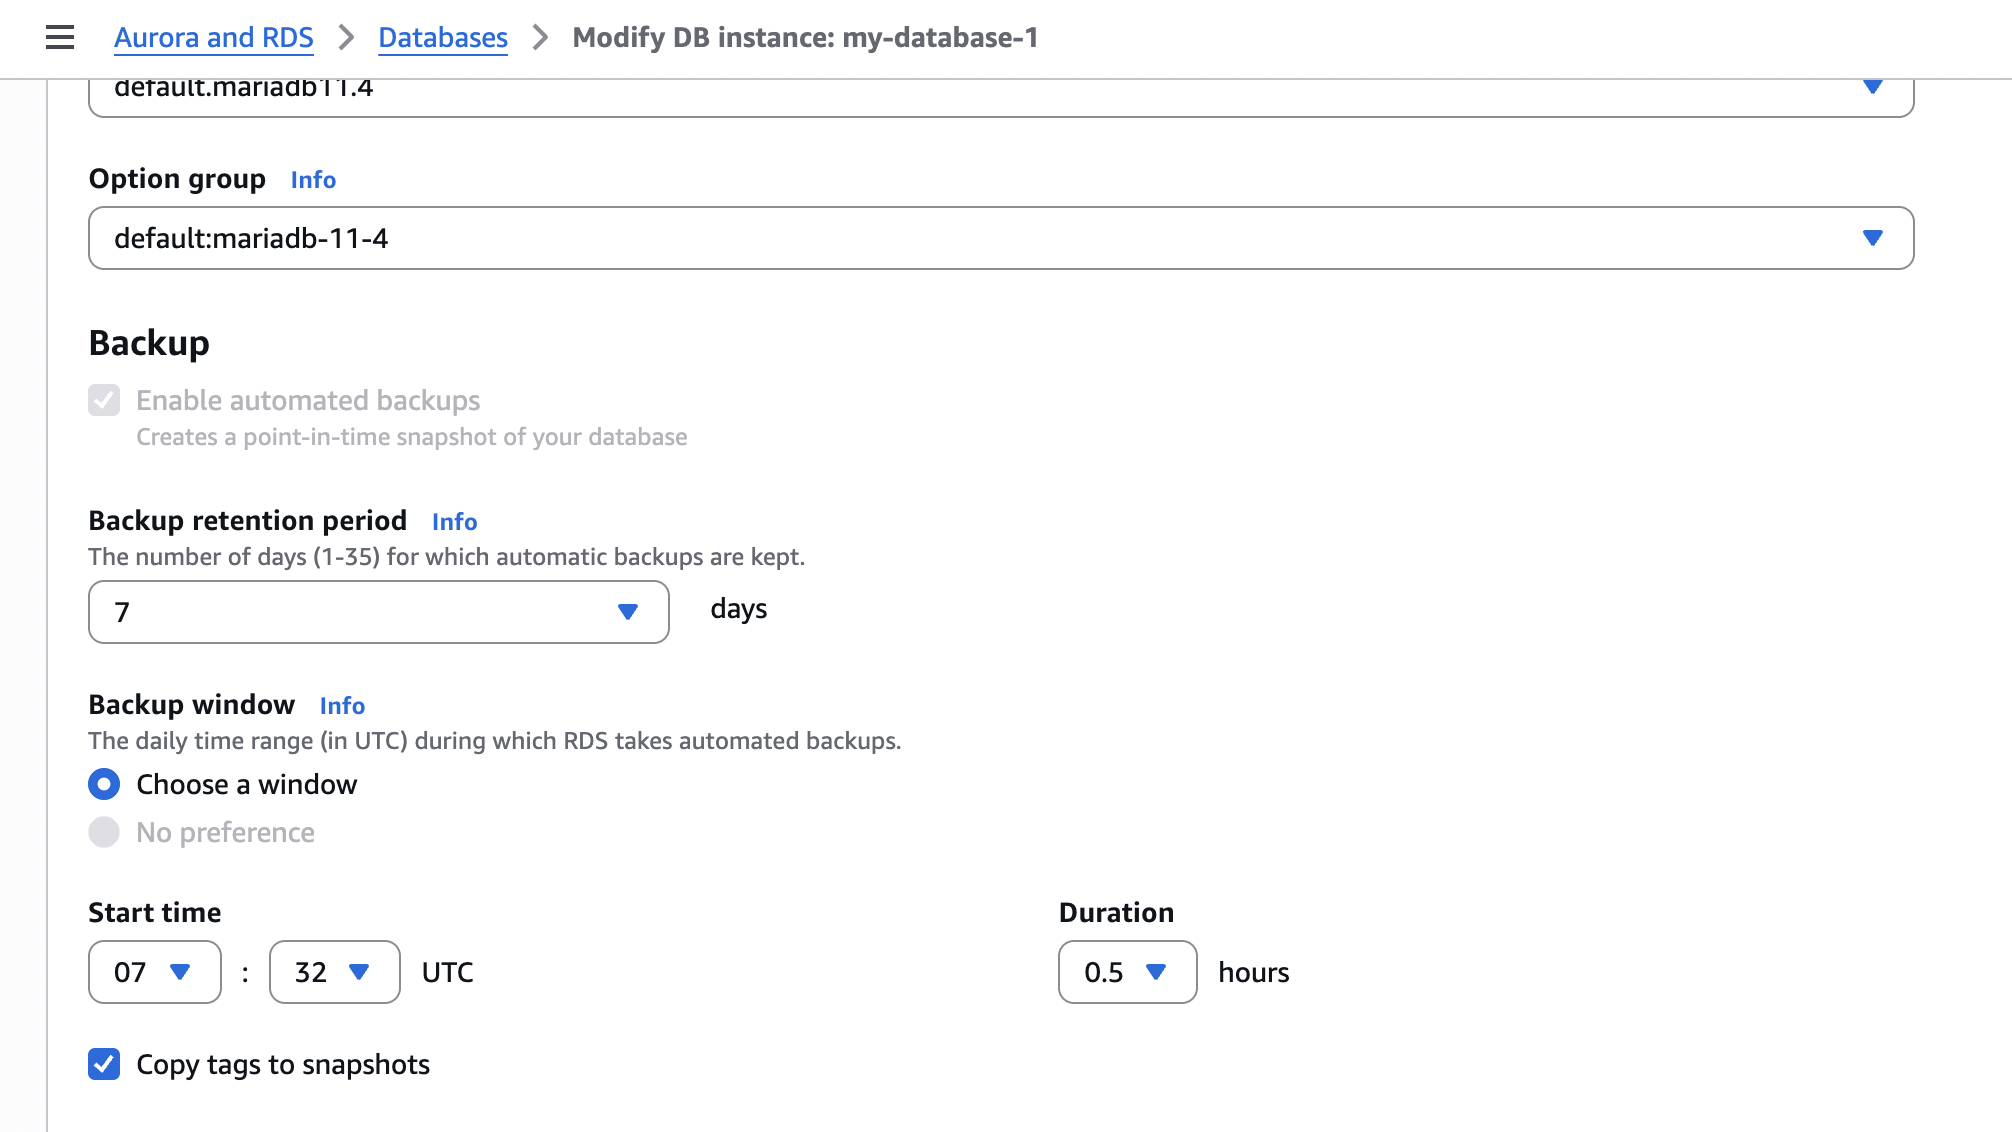 Aurora and RDS > Databases > Modify DB instance: my-database-1
default.mariadb11.4
Option group Info
default:mariadb-11-4
Backup
Enable automated backups
Creates a point-in-time snapshot of your database
Backup retention period Info
The number of days (1-35) for which automatic backups are kept.
7 days
Backup window Info
The daily time range (in UTC) during which RDS takes automated backups.
Choose a window
No preference
Start time Duration
07 : 32 UTC 0.5 hours
Copy tags to snapshots